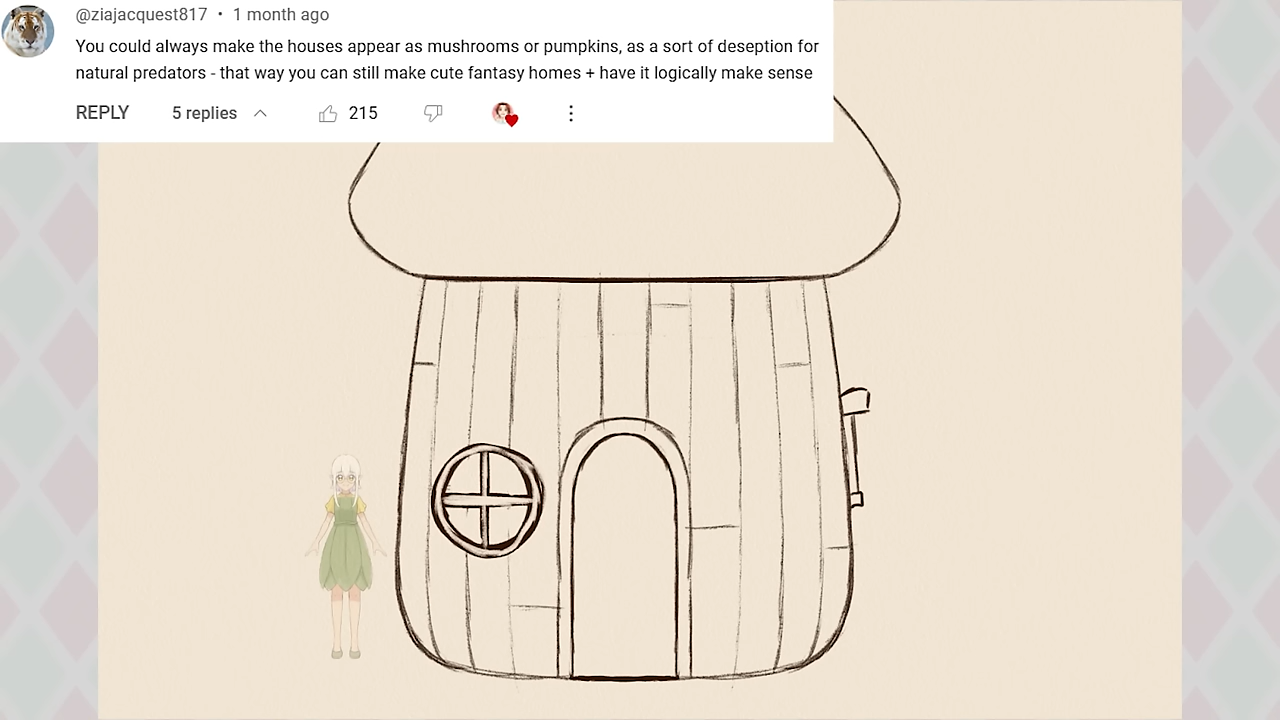 @ziajacquest817 • 1 month ago
You could always make the houses appear as mushrooms or pumpkins, as a sort of deseption for
natural predators - that way you can still make cute fantasy homes + have it logically make sense
REPLY 5 replies 215